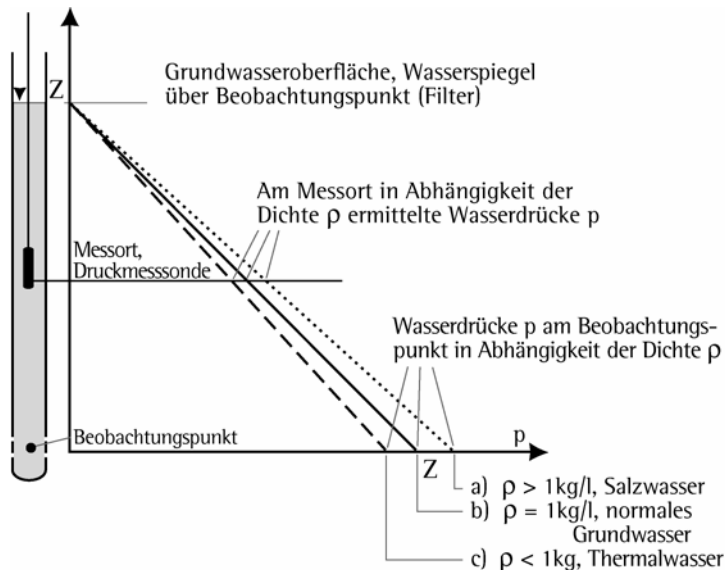 Z
Grundwasseroberfläche, Wasserspiegel
über Beobachtungspunkt (Filter)
Am Messort in Abhängigkeit der
Dichte ρ ermittelte Wasserdrücke p
Messort,
Druckmesssonde
Wasserdrücke p am Beobachtungs-
punkt in Abhängigkeit der Dichte ρ
Beobachtungspunkt
p
Z
a) ρ > 1kg/l, Salzwasser
b) ρ = 1kg/l, normales
Grundwasser
c) ρ < 1kg, Thermalwasser